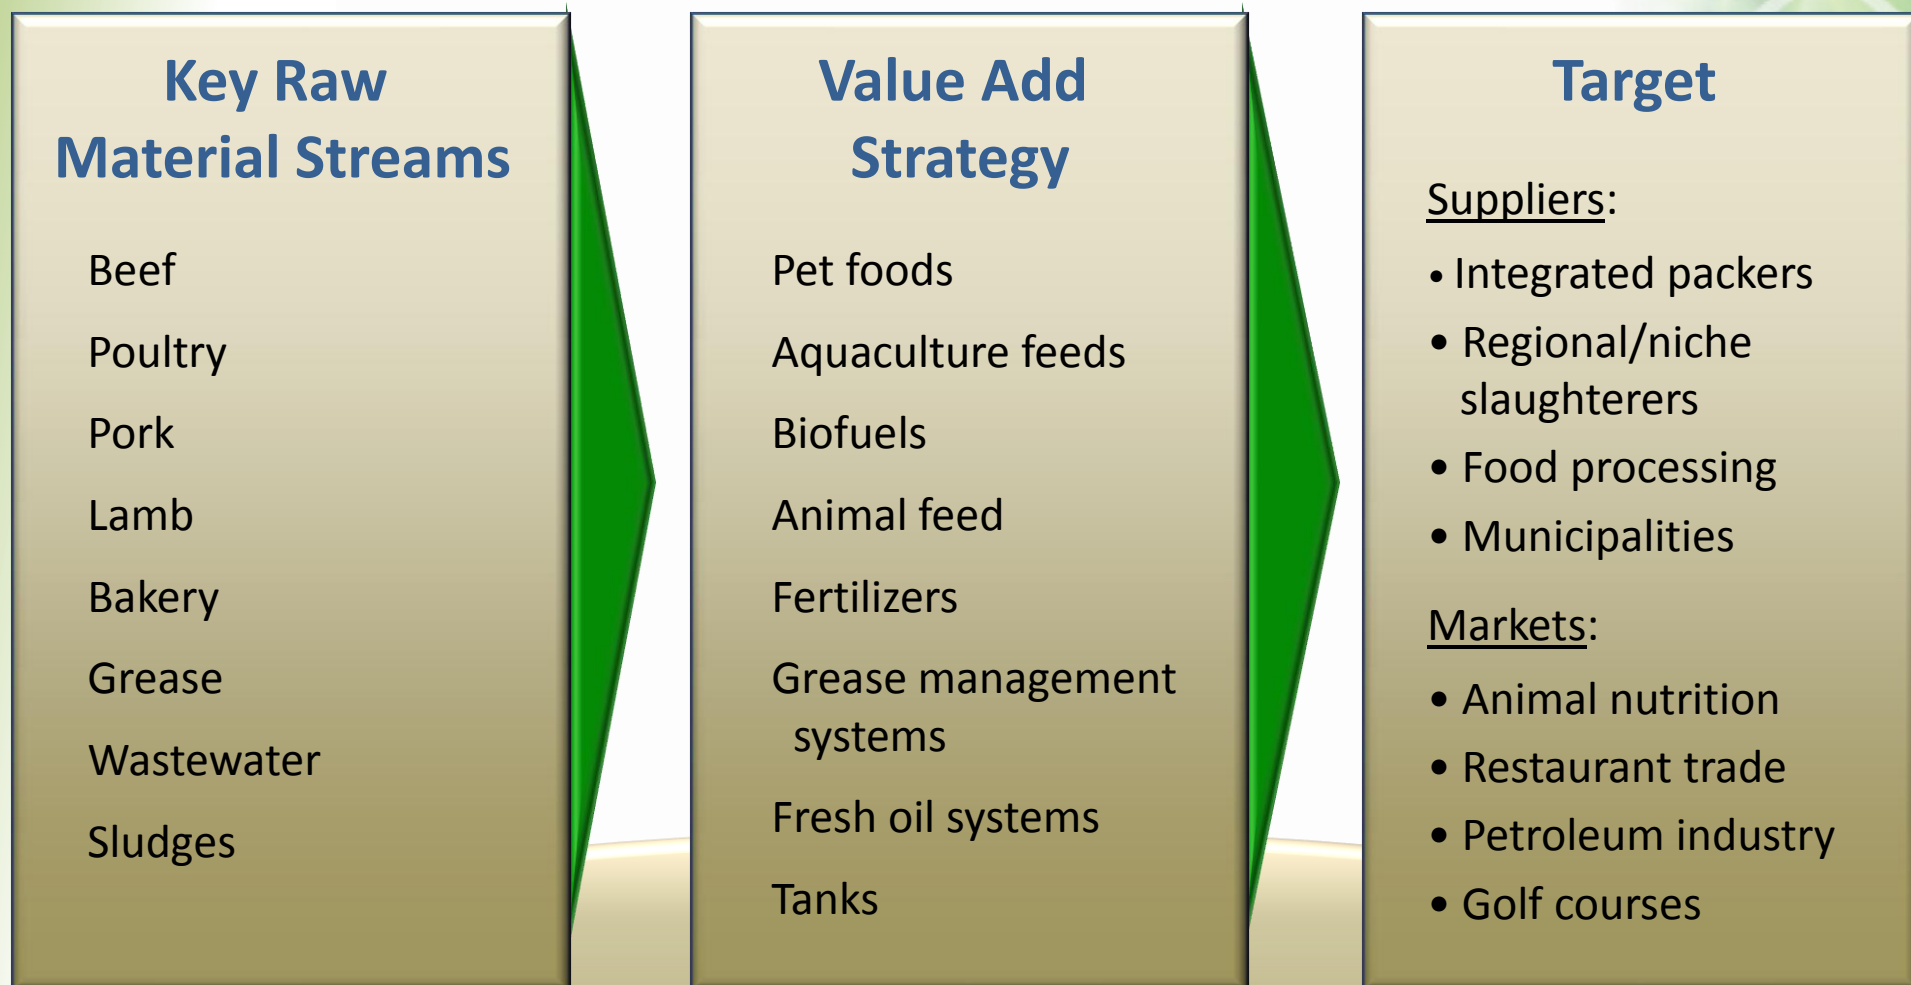 Key Raw
Material Streams
Beef
Poultry
Pork
Lamb
Bakery
Grease
Wastewater
Sludges
Value Add
Strategy
Pet foods
Aquaculture feeds
Biofuels
Animal feed
Fertilizers
Grease management
systems
Fresh oil systems
Tanks
Target
Suppliers:
• Integrated packers
• Regional/niche
slaughterers
• Food processing
• Municipalities
Markets:
• Animal nutrition
• Restaurant trade
• Petroleum industry
• Golf courses